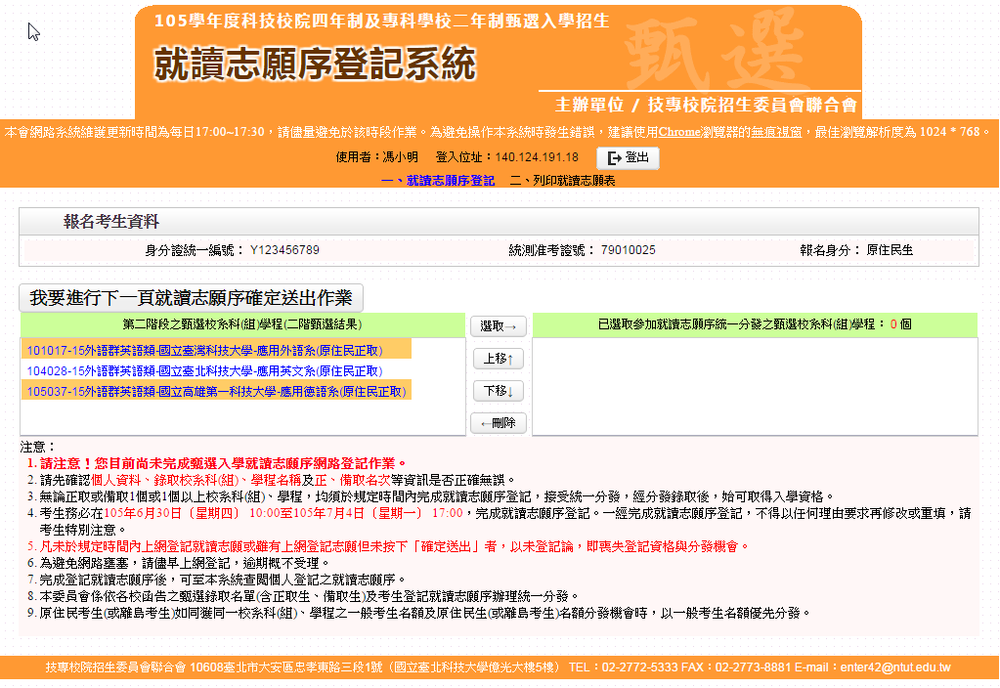 105學年度科技校院四年制及專科學校二年制甄選入學招生
甄選
就讀志願序登記系統
主辦單位 / 技專校院招生委員會聯合會
本會網路系統維護更新時間為每日17:00~17:30，請儘量避免於該時段作業。為避免操作本系統時發生錯誤，建議使用Chrome瀏覽器的無痕視窗，最佳瀏覽解析度為 1024 * 768。
使用者：馮小明 登入位址：140.124.191.18 登出
一、就讀志願序登記 二、列印就讀志願表
報名考生資料
身分證統一編號： Y123456789 統測准考證號： 79010025 報名身分： 原住民生
我要進行下一頁就讀志願序確定送出作業
第二階段之甄選校系科(組)學程(二階甄選結果) 選取→ 已選取參加就讀志願序統一分發之甄選校系科(組)學程： 0 個
101017-15外語群英語類-國立臺灣科技大學-應用外語系(原住民正取)
上移↑
104028-15外語群英語類-國立臺北科技大學-應用英文系(原住民正取)
105037-15外語群英語類-國立高雄第一科技大學-應用德語系(原住民正取)
下移↓
←刪除
注意：
1. 請注意！您目前尚未完成甄選入學就讀志願序網路登記作業。
2. 請先確認個人資料、錄取校系科(組)、學程名稱及正、備取名次等資訊是否正確無誤。
3. 無論正取或備取1個或1個以上校系科(組)、學程，均須於規定時間內完成就讀志願序登記，接受統一分發，經分發錄取後，始可取得入學資格。
4. 考生務必在105年6月30日〔星期四〕 10:00至105年7月4日〔星期一〕 17:00，完成就讀志願序登記。一經完成就讀志願序登記，不得以任何理由要求再修改或重填，請
考生特別注意。
5. 凡未於規定時間內上網登記就讀志願或雖有上網登記志願但未按下「確定送出」者，以未登記論，即喪失登記資格與分發機會。
6. 為避免網路壅塞，請儘早上網登記，逾期概不受理。
7. 完成登記就讀志願序後，可至本系統查閱個人登記之就讀志願序。
8. 本委員會係依各校函告之甄選錄取名單(含正取生、備取生)及考生登記就讀志願序辦理統一分發。
9. 原住民考生(或離島考生)如同獲同一校系科(組)、學程之一般考生名額及原住民生(或離島考生)名額分發機會時，以一般考生名額優先分發。
技專校院招生委員會聯合會 10608臺北市大安區忠孝東路三段1號（國立臺北科技大學億光大樓5樓） TEL：02-2772-5333 FAX：02-2773-8881 E-mail：enter42@ntut.edu.tw